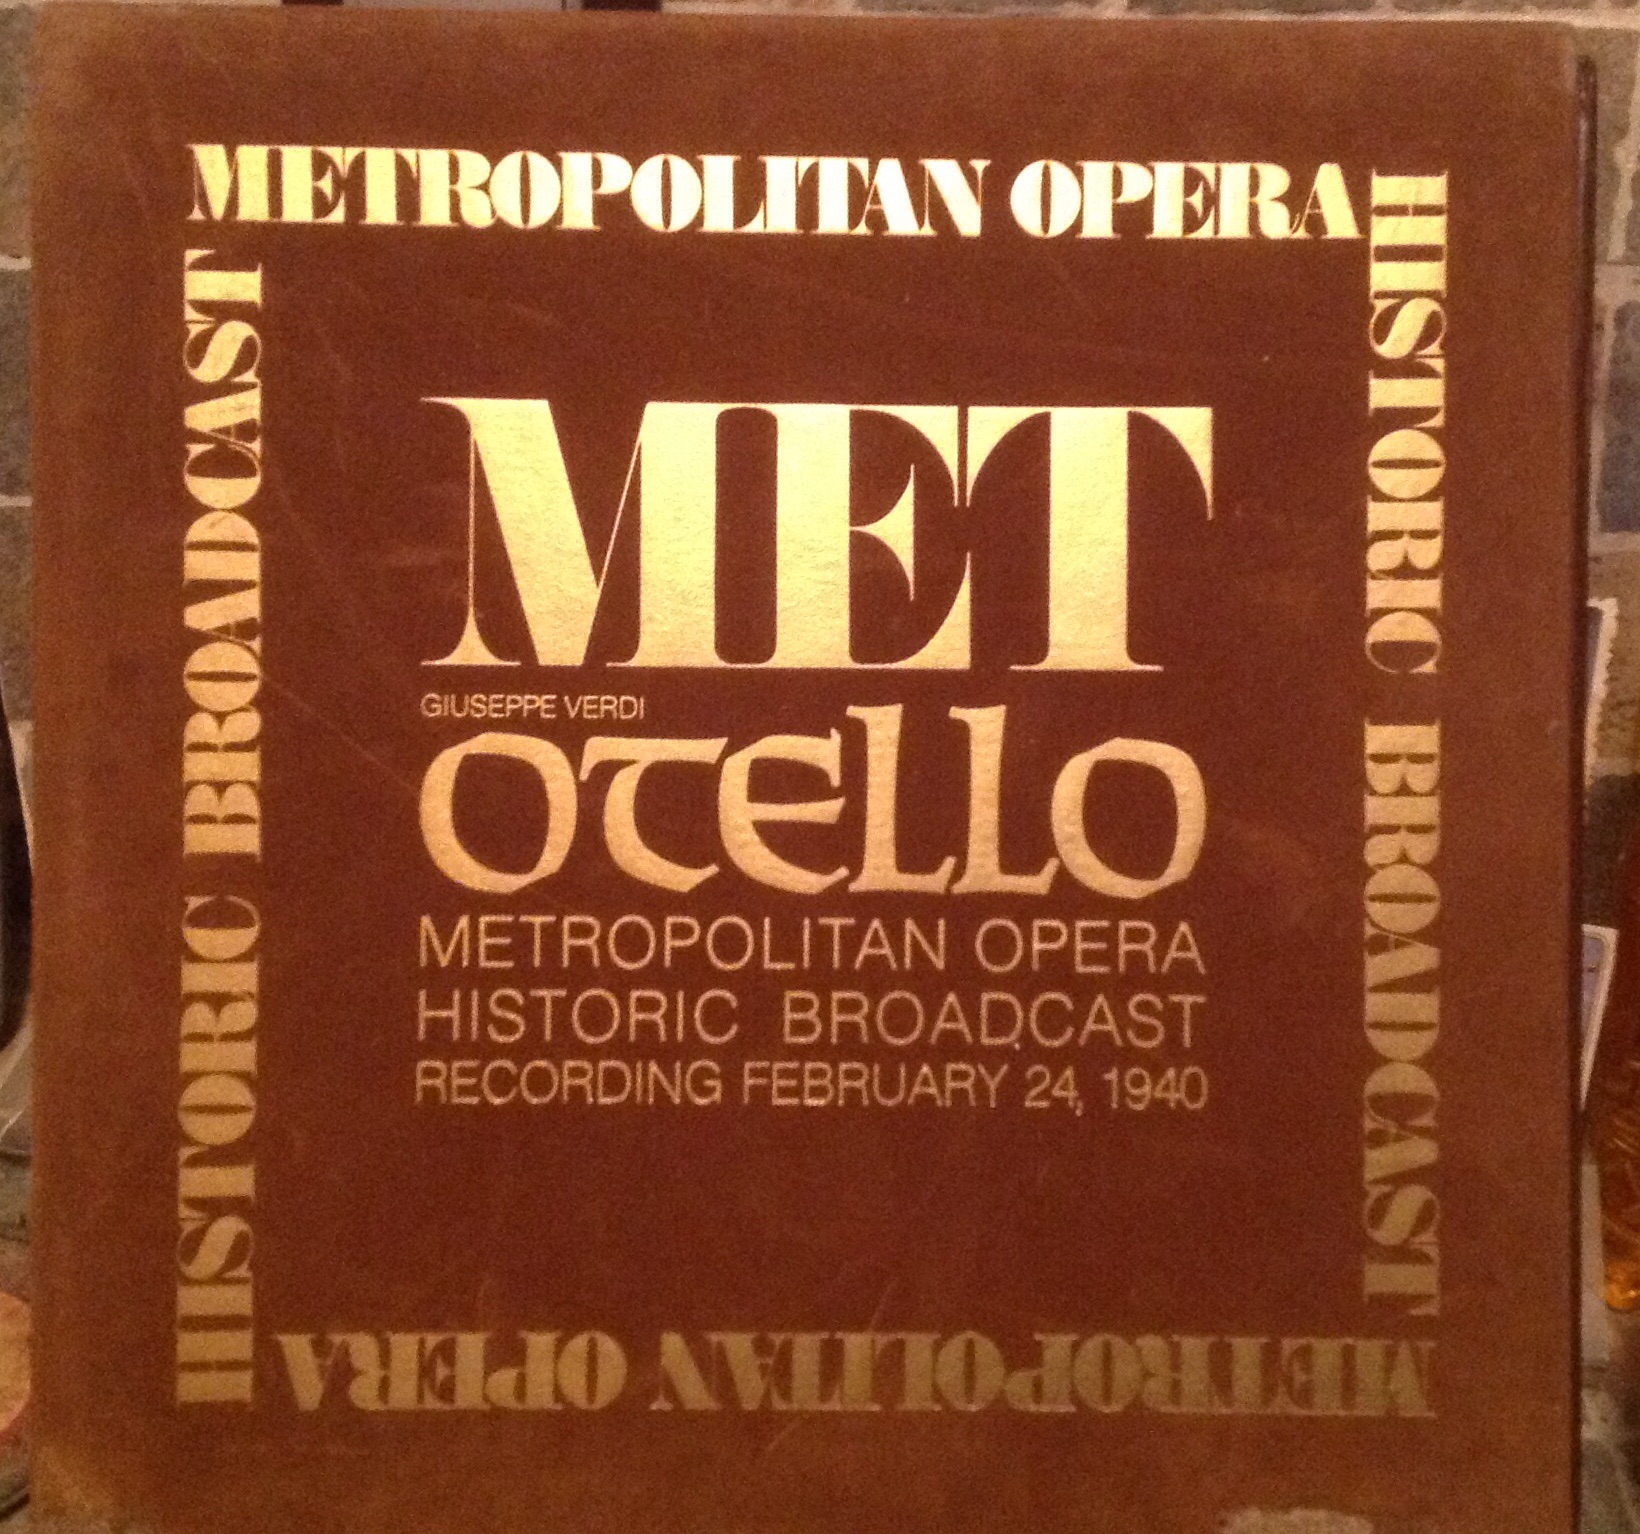 METROPOLITAN OPERA
HISTORIC BROADCAST
METROPOLITAN OPERA
HISTORIC BROADCAST
MET
GIUSEPPE VERDI
OTELLO
METROPOLITAN OPERA
HISTORIC BROADCAST
RECORDING FEBRUARY 24, 1940